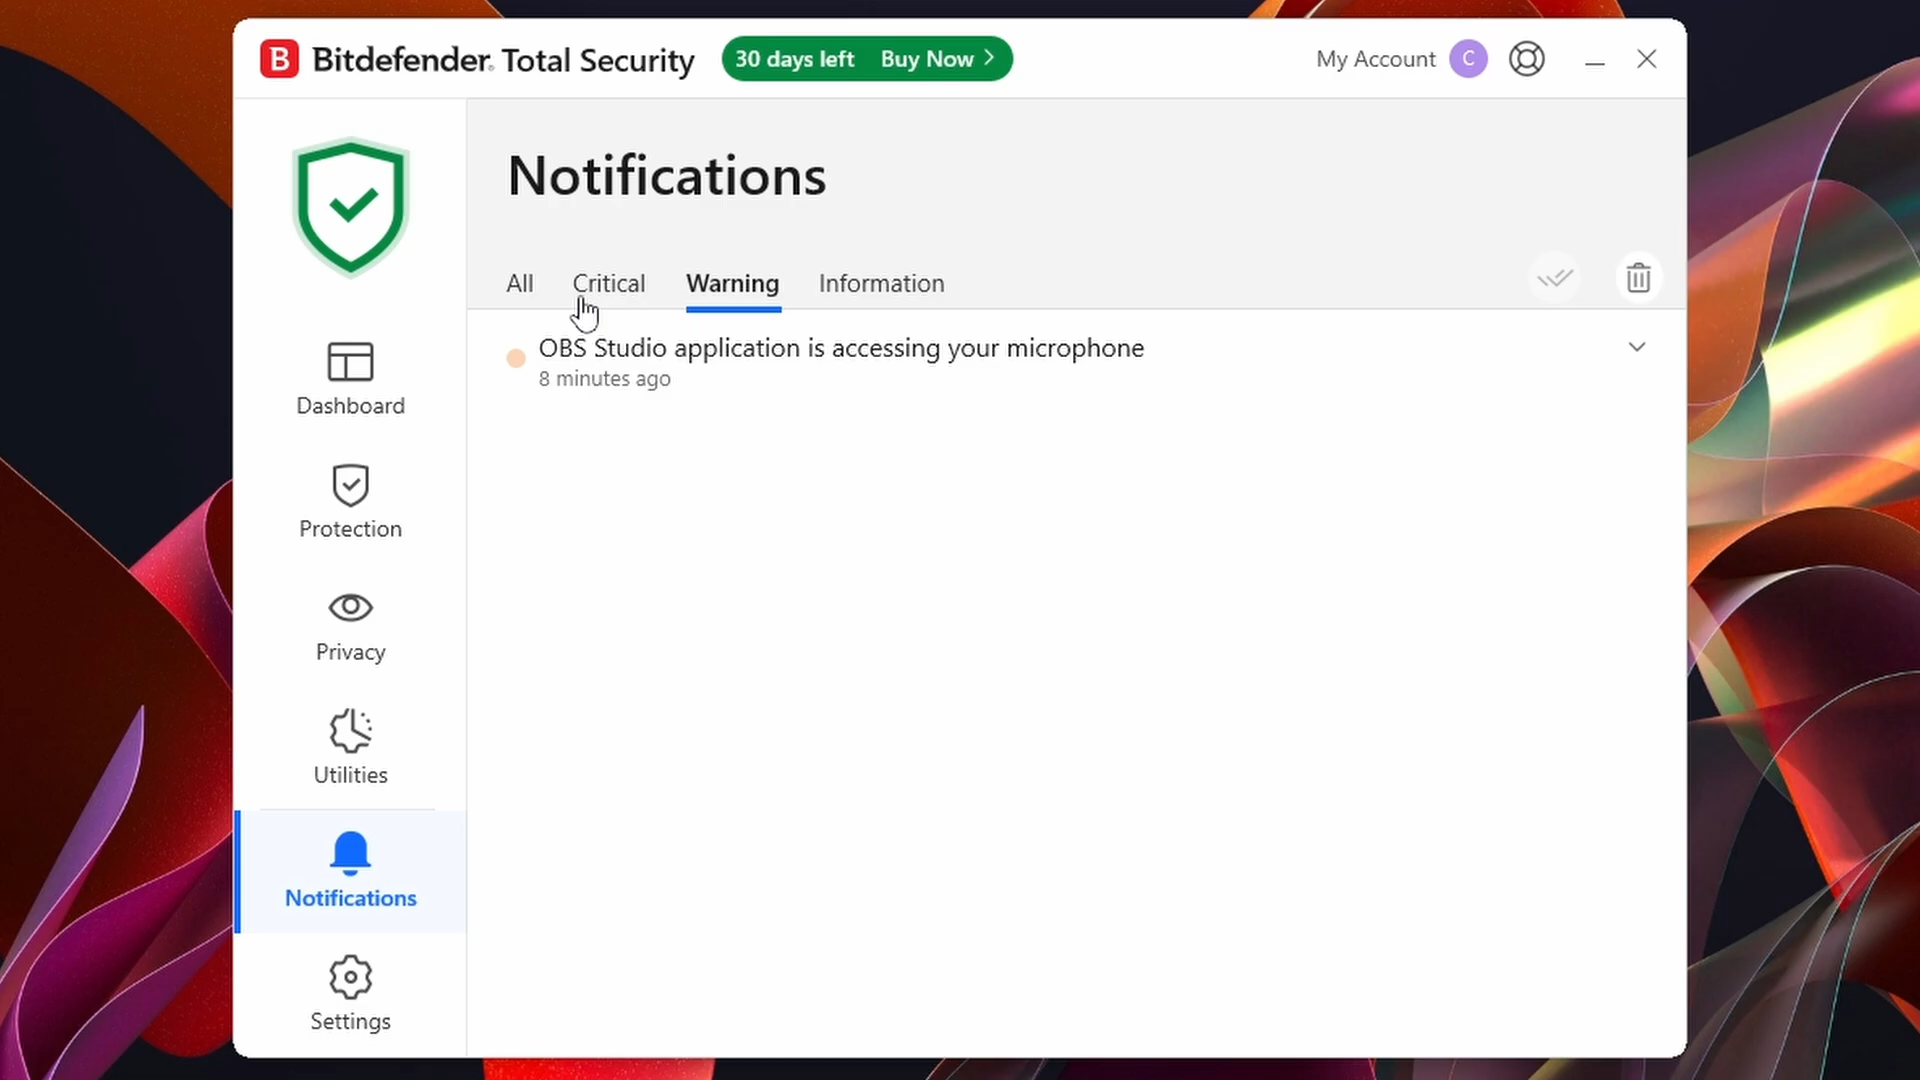 B Bitdefender Total Security 30 days left Buy Now My Account C
Notifications
All Critical Warning Information
OBS Studio application is accessing your microphone
8 minutes ago
Dashboard
Protection
Privacy
Utilities
Notifications
Settings